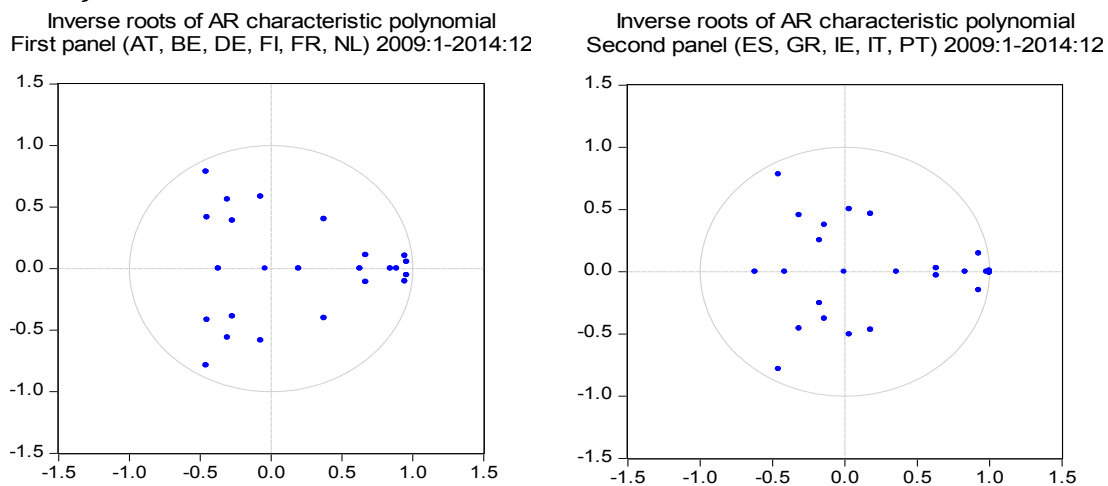 Inverse roots of AR characteristic polynomial
First panel (AT, BE, DE, FI, FR, NL) 2009:1-2014:12
1.5
1.0
0.5
0.0
-0.5
-1.0
-1.5
-1.5 -1.0 -0.5 0.0 0.5 1.0 1.5
Inverse roots of AR characteristic polynomial
Second panel (ES, GR, IE, IT, PT) 2009:1-2014:12
1.5
1.0
0.5
0.0
-0.5
-1.0
-1.5
-1.5 -1.0 -0.5 0.0 0.5 1.0 1.5